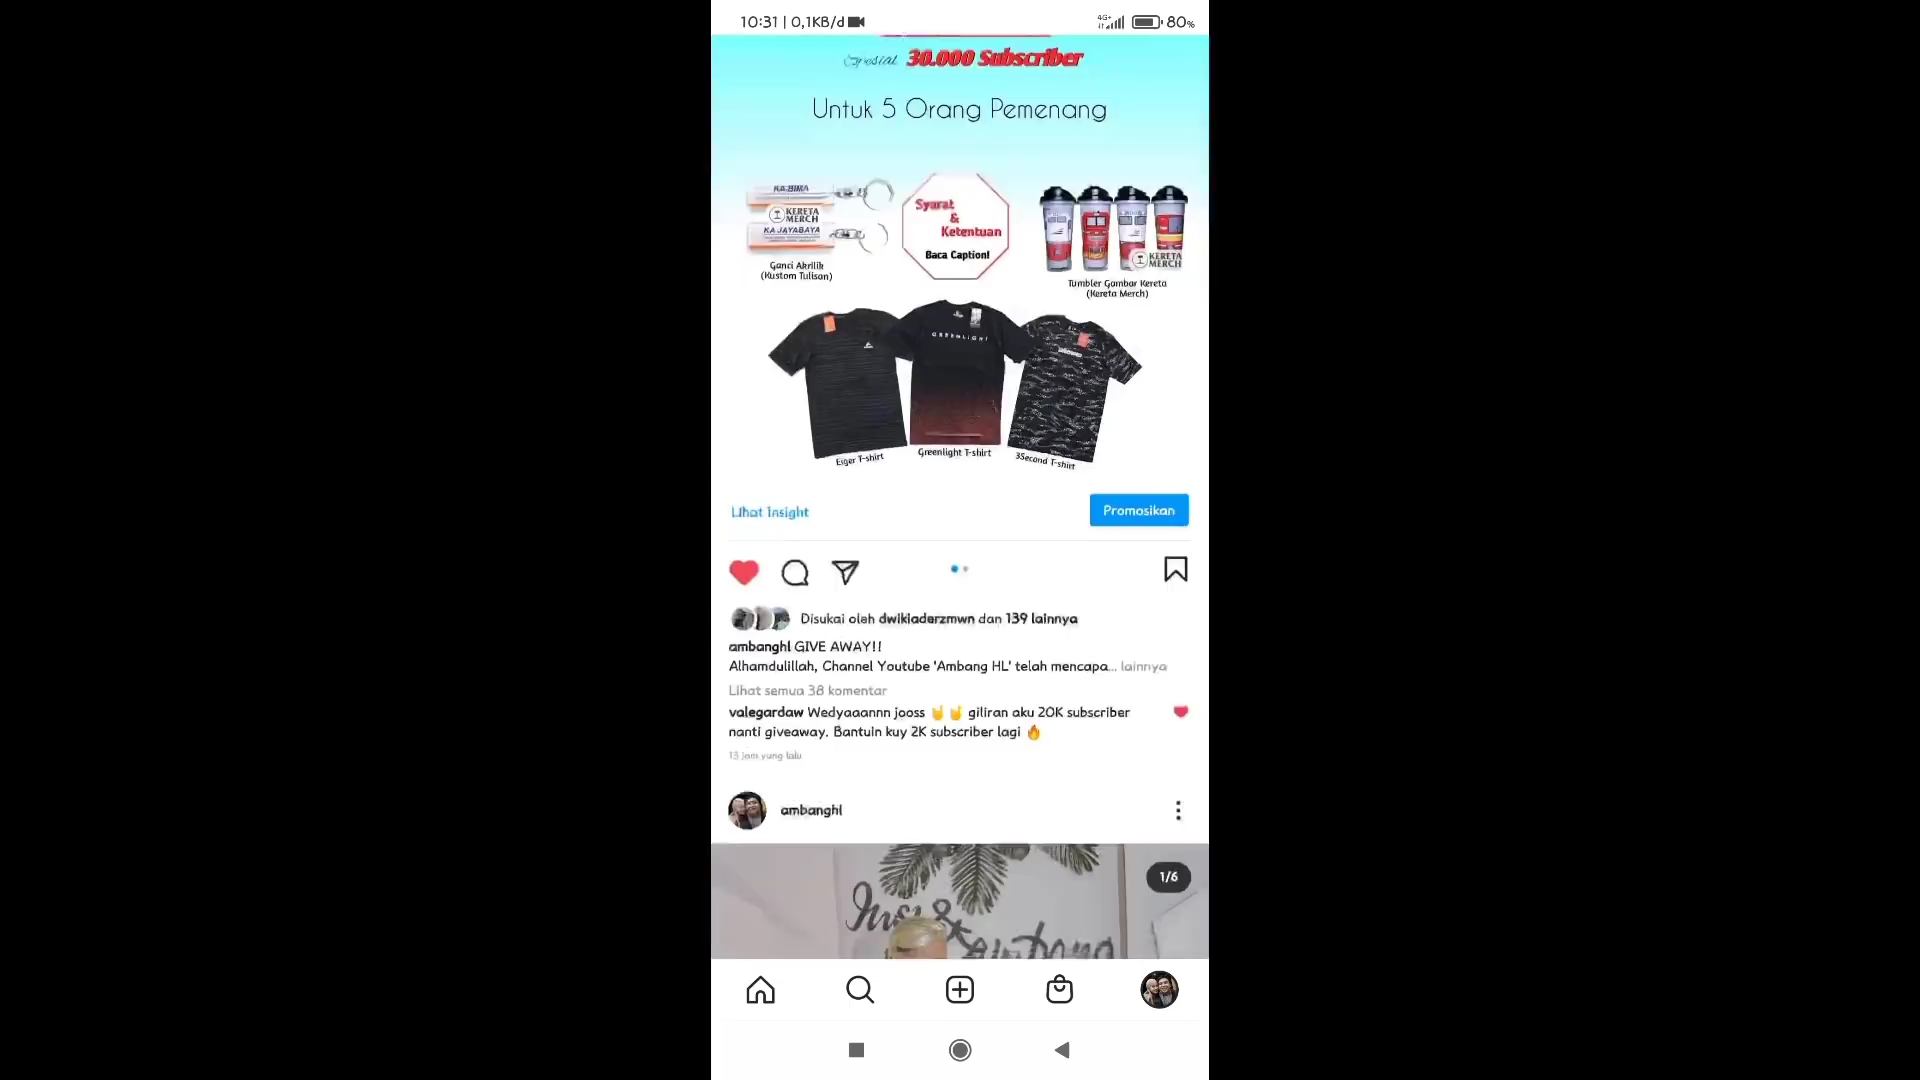 10:31 | 0,1KB/d
4G+
80%
Spesial 30.000 Subscriber
Untuk 5 Orang Pemenang
KA BIMA
KERETA
MERCH
KA JAYABAYA
Ganci Akrilik
(Kustom Tulisan)
Syarat
&
Ketentuan
Baca Caption!
KERETA
MERCH
Tumbler Gambar Kereta
(Kereta Merch)
GREENLIGHT
Eiger T-shirt
Greenlight T-shirt
3Second T-shirt
Lihat Insight
Promosikan
Disukai oleh dwikiaderzmwn dan 139 lainnya
ambanghl GIVE AWAY!!
Alhamdulillah, Channel Youtube 'Ambang HL' telah mencapa... lainnya
Lihat semua 38 komentar
valegardaw Wedyaaannn jooss 🤘🤘 giliran aku 20K subscriber
nanti giveaway. Bantuin kuy 2K subscriber lagi 🔥
13 jam yang lalu
ambanghl
1/6
&